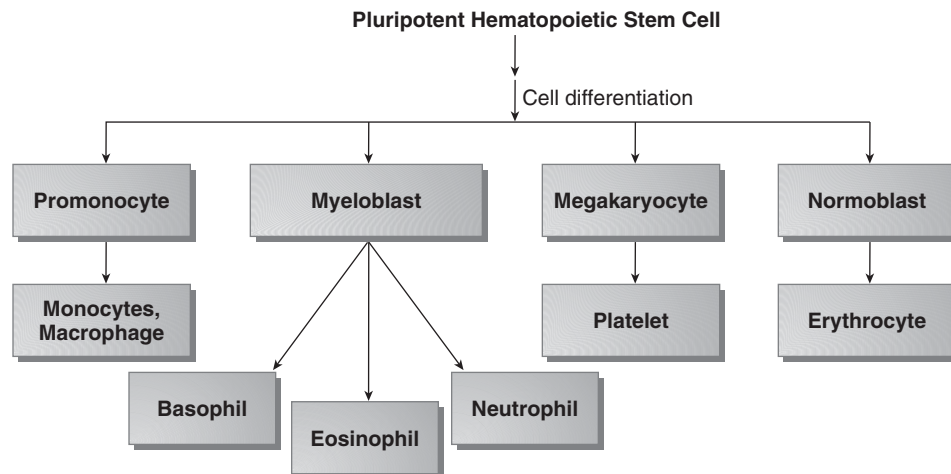 Pluripotent Hematopoietic Stem Cell
Cell differentiation
Promonocyte
Myeloblast
Megakaryocyte
Normoblast
Monocytes,
Macrophage
Platelet
Erythrocyte
Basophil
Eosinophil
Neutrophil